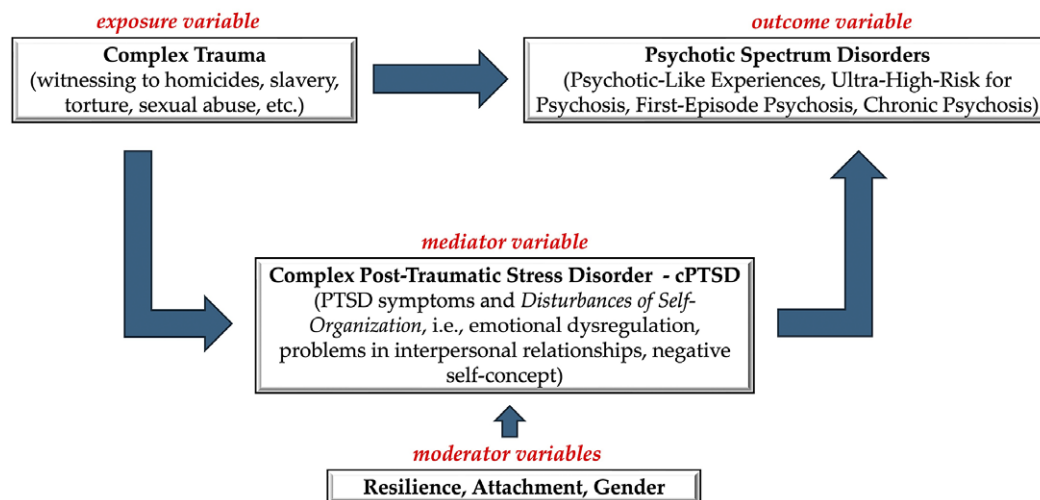 exposure variable
Complex Trauma
(witnessing to homicides, slavery,
torture, sexual abuse, etc.)
outcome variable
Psychotic Spectrum Disorders
(Psychotic-Like Experiences, Ultra-High-Risk for
Psychosis, First-Episode Psychosis, Chronic Psychosis)
mediator variable
Complex Post-Traumatic Stress Disorder - cPTSD
(PTSD symptoms and Disturbances of Self-
Organization, i.e., emotional dysregulation,
problems in interpersonal relationships, negative
self-concept)
moderator variables
Resilience, Attachment, Gender